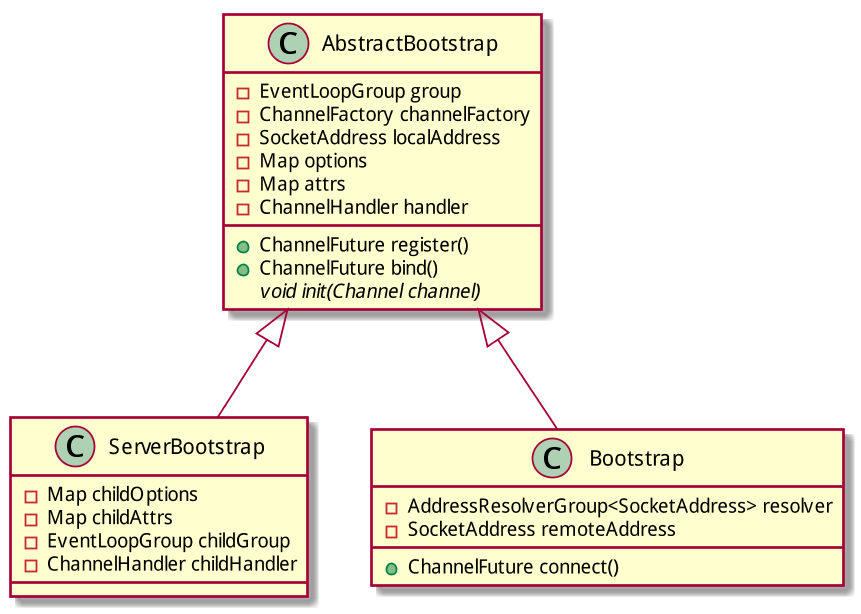 C AbstractBootstrap
EventLoopGroup group
ChannelFactory channelFactory
SocketAddress localAddress
Map options
Map attrs
ChannelHandler handler
ChannelFuture register()
ChannelFuture bind()
void init(Channel channel)
C ServerBootstrap
Map childOptions
Map childAttrs
EventLoopGroup childGroup
ChannelHandler childHandler
C Bootstrap
AddressResolverGroup<SocketAddress> resolver
SocketAddress remoteAddress
ChannelFuture connect()